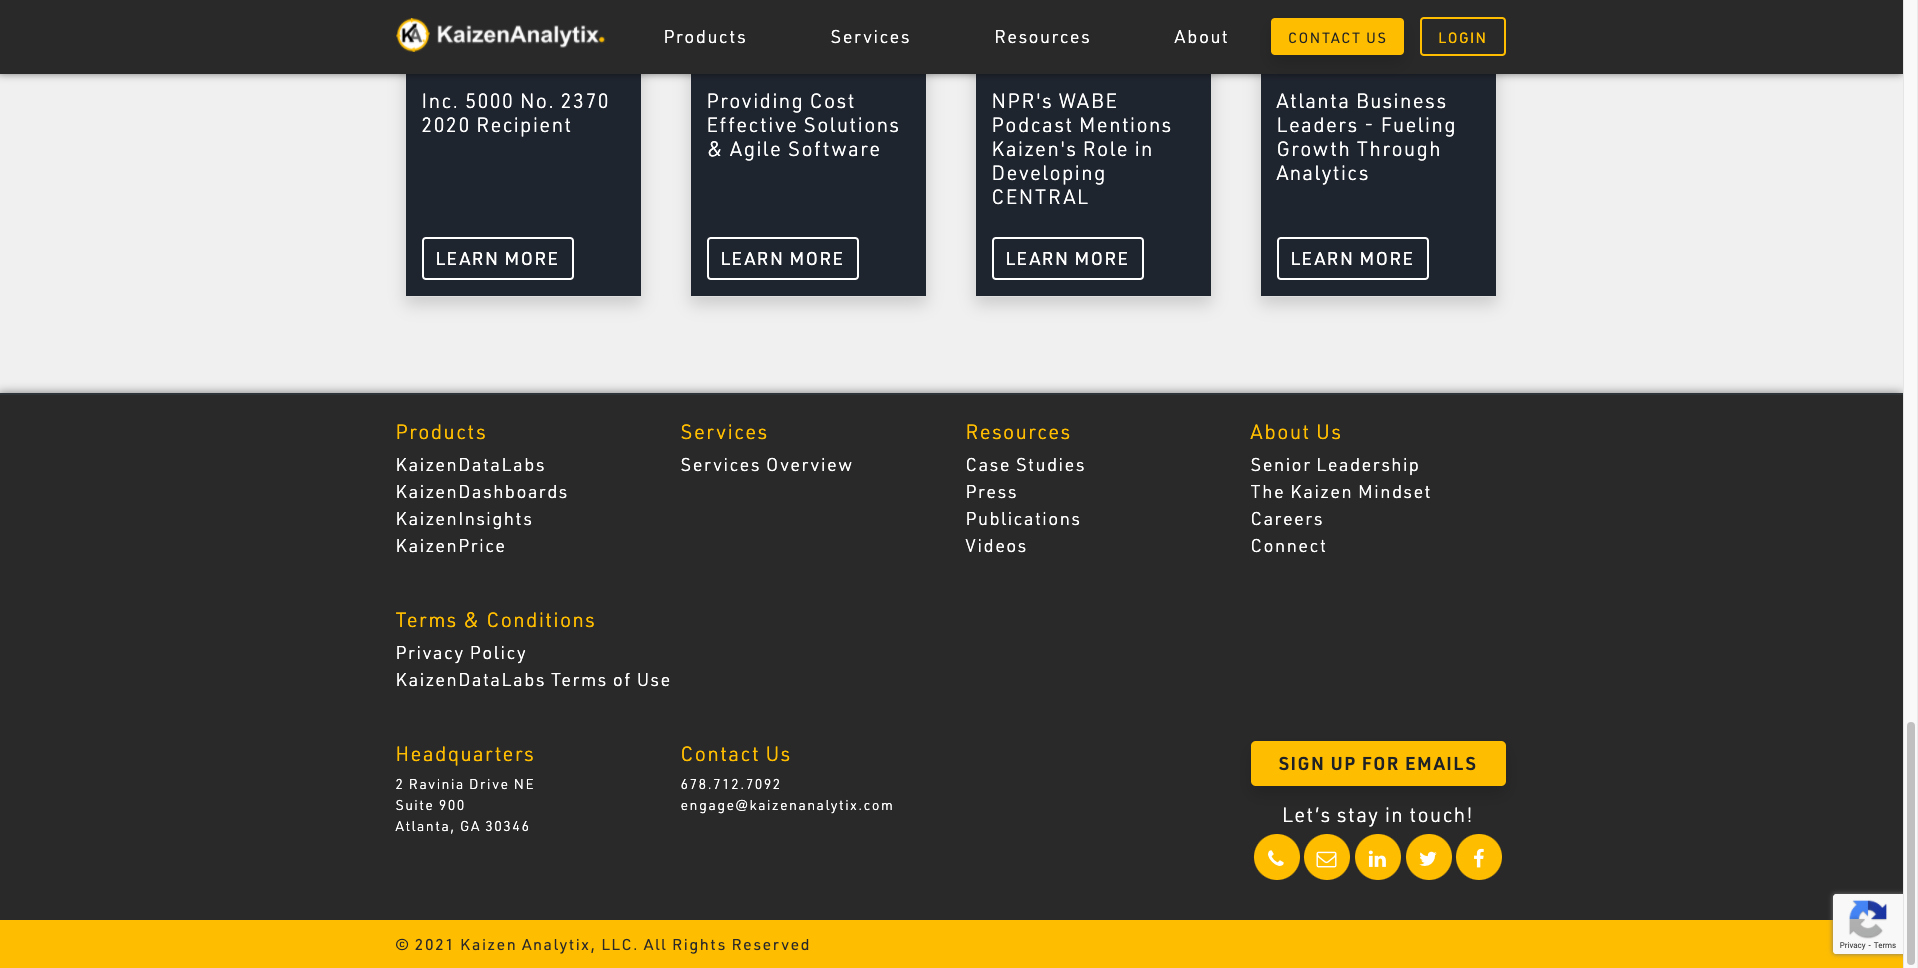 KA KaizenAnalytix.
Products
Services
Resources
About
CONTACT US
LOGIN
Inc. 5000 No. 2370
2020 Recipient
LEARN MORE
Providing Cost
Effective Solutions
& Agile Software
LEARN MORE
NPR's WABE
Podcast Mentions
Kaizen's Role in
Developing
CENTRAL
LEARN MORE
Atlanta Business
Leaders - Fueling
Growth Through
Analytics
LEARN MORE
Products
KaizenDataLabs
KaizenDashboards
KaizenInsights
KaizenPrice
Services
Services Overview
Resources
Case Studies
Press
Publications
Videos
About Us
Senior Leadership
The Kaizen Mindset
Careers
Connect
Terms & Conditions
Privacy Policy
KaizenDataLabs Terms of Use
Headquarters
2 Ravinia Drive NE
Suite 900
Atlanta, GA 30346
Contact Us
678.712.7092
engage@kaizenanalytix.com
SIGN UP FOR EMAILS
Let’s stay in touch!
© 2021 Kaizen Analytix, LLC. All Rights Reserved
Privacy - Terms